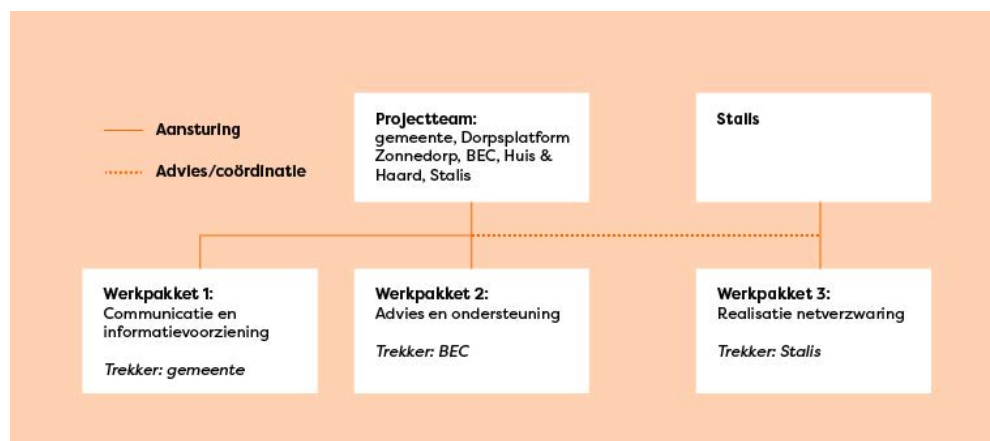 Aansturing
Advies/coördinatie
Projectteam:
gemeente, Dorpsplatform
Zonnedorp, BEC, Huis &
Haard, Stalis
Stalis
Werkpakket 1:
Communicatie en
informatievoorziening
Trekker: gemeente
Werkpakket 2:
Advies en ondersteuning
Trekker: BEC
Werkpakket 3:
Realisatie netverzwaring
Trekker: Stalis